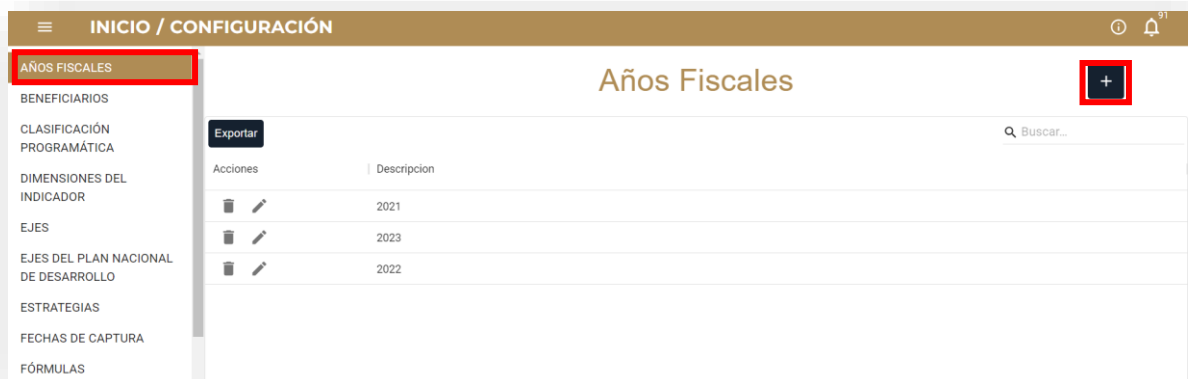 INICIO / CONFIGURACIÓN
91
AÑOS FISCALES
BENEFICIARIOS
CLASIFICACIÓN
PROGRAMÁTICA
DIMENSIONES DEL
INDICADOR
EJES
EJES DEL PLAN NACIONAL
DE DESARROLLO
ESTRATEGIAS
FECHAS DE CAPTURA
FÓRMULAS
Años Fiscales
+
Exportar
Buscar...
Acciones
Descripcion
2021
2023
2022